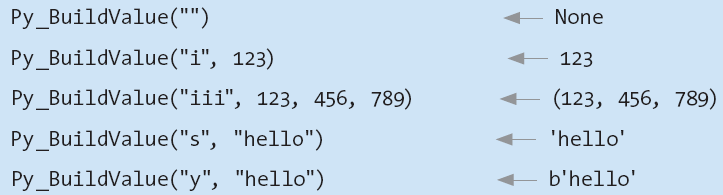 Py_BuildValue("") ← None
Py_BuildValue("i", 123) ← 123
Py_BuildValue("iii", 123, 456, 789) ← (123, 456, 789)
Py_BuildValue("s", "hello") ← 'hello'
Py_BuildValue("y", "hello") ← b'hello'